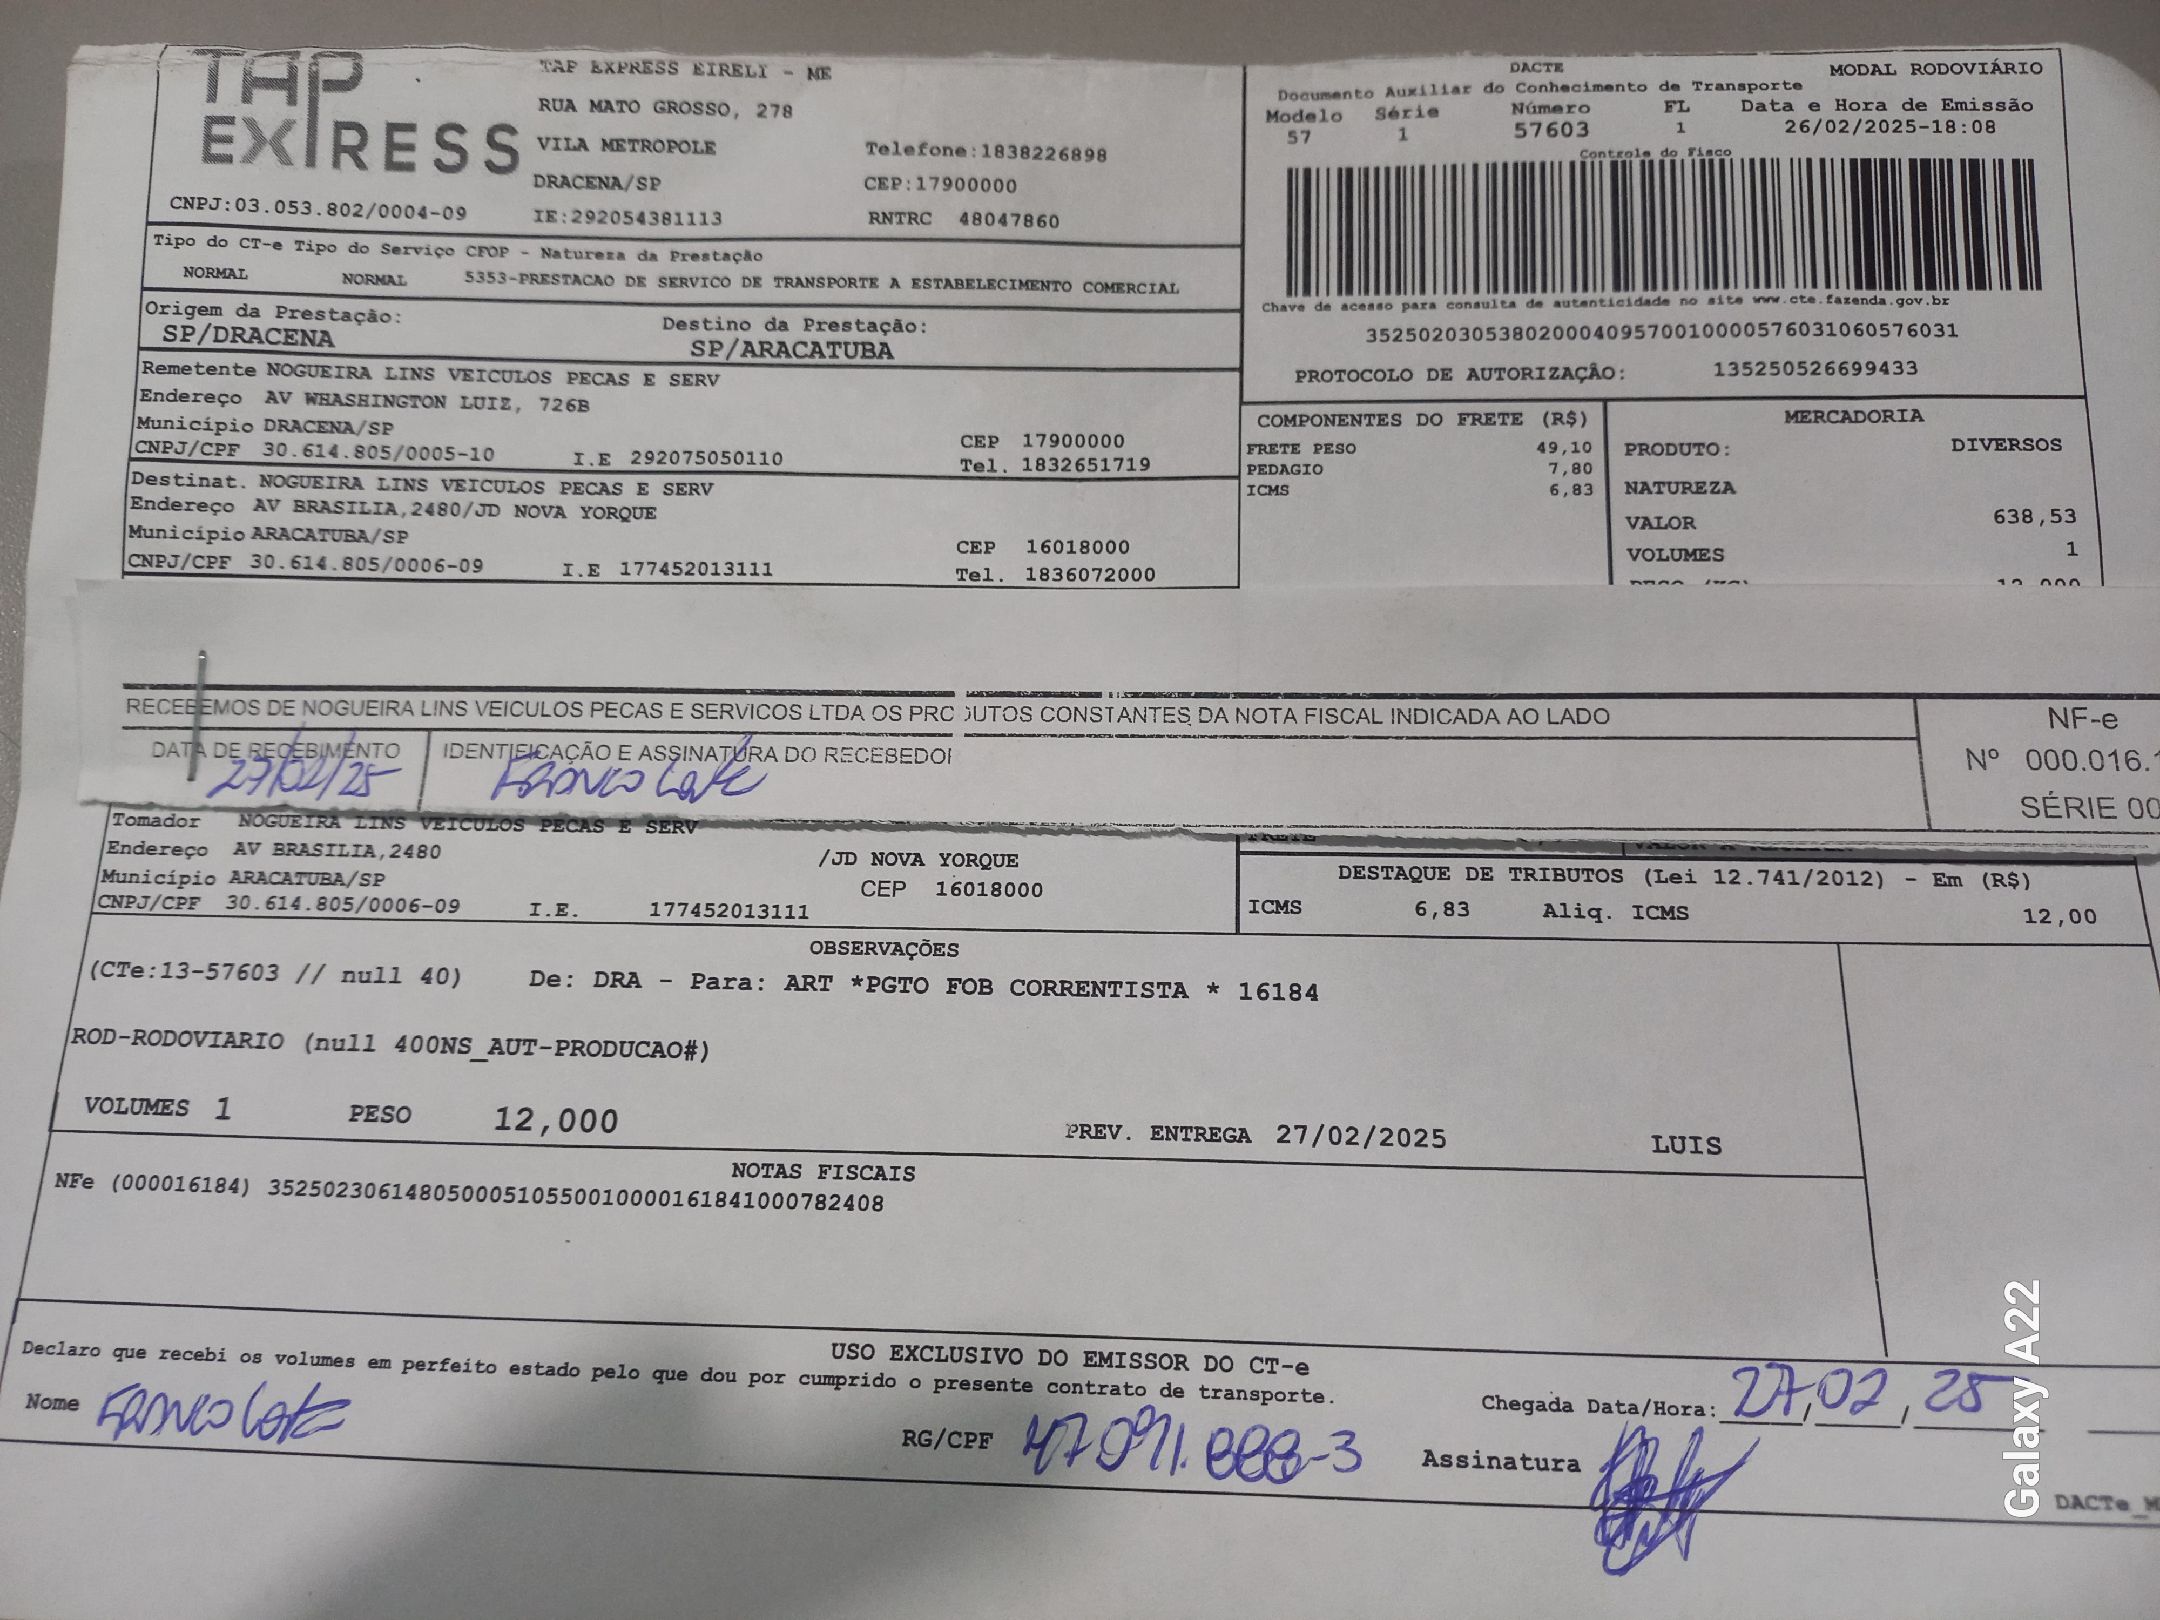 TAP EXPRESS
TAP EXPRESS EIRELI - ME
RUA MATO GROSSO, 278
VILA METROPOLE Telefone:1838226898
DRACENA/SP CEP:17900000
CNPJ:03.053.802/0004-09 IE:292054381113 RNTRC 48047860
DACTE MODAL RODOVIÁRIO
Documento Auxiliar do Conhecimento de Transporte
Modelo Série Número FL Data e Hora de Emissão
57 1 57603 1 26/02/2025-18:08
Controle do Fisco
Chave de acesso para consulta de autenticidade no site www.cte.fazenda.gov.br
35250203053802000409570010000576031060576031
PROTOCOLO DE AUTORIZAÇÃO: 135250526699433
Tipo do CT-e Tipo do Serviço CFOP - Natureza da Prestação
NORMAL NORMAL 5353-PRESTACAO DE SERVICO DE TRANSPORTE A ESTABELECIMENTO COMERCIAL
Origem da Prestação: Destino da Prestação:
SP/DRACENA SP/ARACATUBA
Remetente NOGUEIRA LINS VEICULOS PECAS E SERV
Endereço AV WHASHINGTON LUIZ, 726B
Município DRACENA/SP CEP 17900000
CNPJ/CPF 30.614.805/0005-10 I.E 292075050110 Tel. 1832651719
Destinat. NOGUEIRA LINS VEICULOS PECAS E SERV
Endereço AV BRASILIA,2480/JD NOVA YORQUE
Município ARACATUBA/SP CEP 16018000
CNPJ/CPF 30.614.805/0006-09 I.E 177452013111 Tel. 1836072000
COMPONENTES DO FRETE (R$)
FRETE PESO 49,10
PEDAGIO 7,80
ICMS 6,83
MERCADORIA
PRODUTO: DIVERSOS
NATUREZA
VALOR 638,53
VOLUMES 1
RECEBEMOS DE NOGUEIRA LINS VEICULOS PECAS E SERVICOS LTDA OS PRC DUTOS CONSTANTES DA NOTA FISCAL INDICADA AO LADO
DATA DE RECEBIMENTO IDENTIFICAÇÃO E ASSINATURA DO RECEBEDOI
27/02/25
NF-e
Nº 000.016.1
SÉRIE 00
Tomador NOGUEIRA LINS VEICULOS PECAS E SERV
Endereço AV BRASILIA,2480 /JD NOVA YORQUE
Município ARACATUBA/SP CEP 16018000
CNPJ/CPF 30.614.805/0006-09 I.E. 177452013111
DESTAQUE DE TRIBUTOS (Lei 12.741/2012) - Em (R$)
ICMS 6,83 Aliq. ICMS 12,00
OBSERVAÇÕES
(CTe:13-57603 // null 40) De: DRA - Para: ART *PGTO FOB CORRENTISTA * 16184
ROD-RODOVIARIO (null 400NS_AUT-PRODUCAO#)
VOLUMES 1 PESO 12,000 PREV. ENTREGA 27/02/2025 LUIS
NOTAS FISCAIS
NFe (000016184) 35250230614805000510550010000161841000782408
USO EXCLUSIVO DO EMISSOR DO CT-e
Declaro que recebi os volumes em perfeito estado pelo que dou por cumprido o presente contrato de transporte.
Nome RG/CPF Chegada Data/Hora: 27/02/25
Assinatura
DACTe_M
Galaxy A22